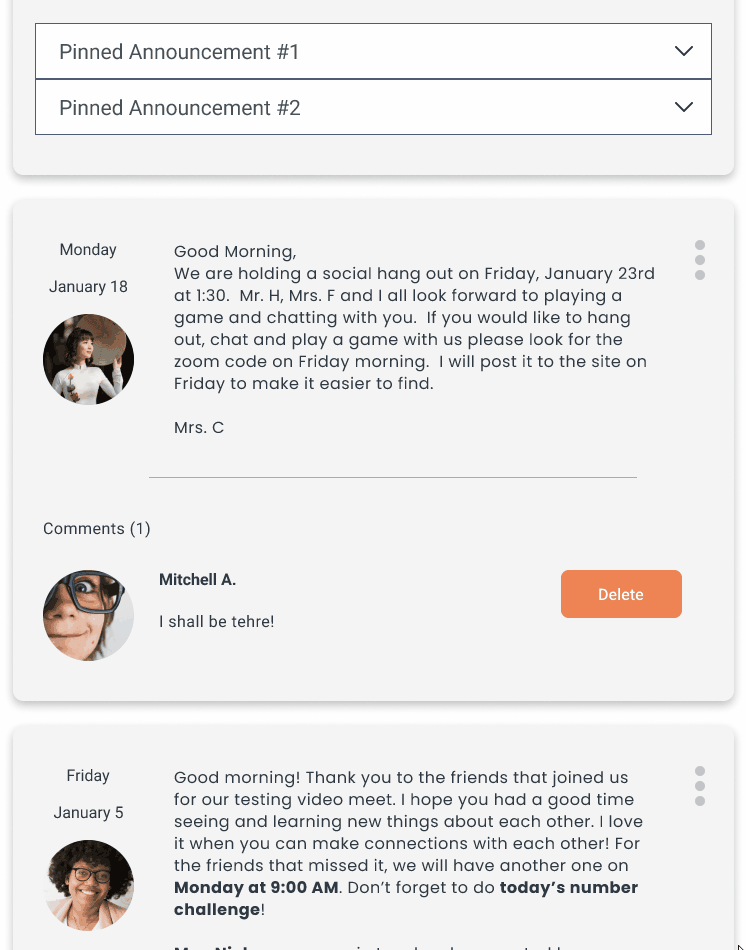 Pinned Announcement #1
Pinned Announcement #2
Monday
January 18
Good Morning,
We are holding a social hang out on Friday, January 23rd
at 1:30.  Mr. H, Mrs. F and I all look forward to playing a
game and chatting with you.  If you would like to hang
out, chat and play a game with us please look for the
zoom code on Friday morning.  I will post it to the site on
Friday to make it easier to find.
Mrs. C
Comments (1)
Mitchell A.
I shall be tehre!
Delete
Friday
January 5
Good morning! Thank you to the friends that joined us
for our testing video meet. I hope you had a good time
seeing and learning new things about each other. I love
it when you can make connections with each other! For
the friends that missed it, we will have another one on
Monday at 9:00 AM. Don’t forget to do today’s number
challenge!